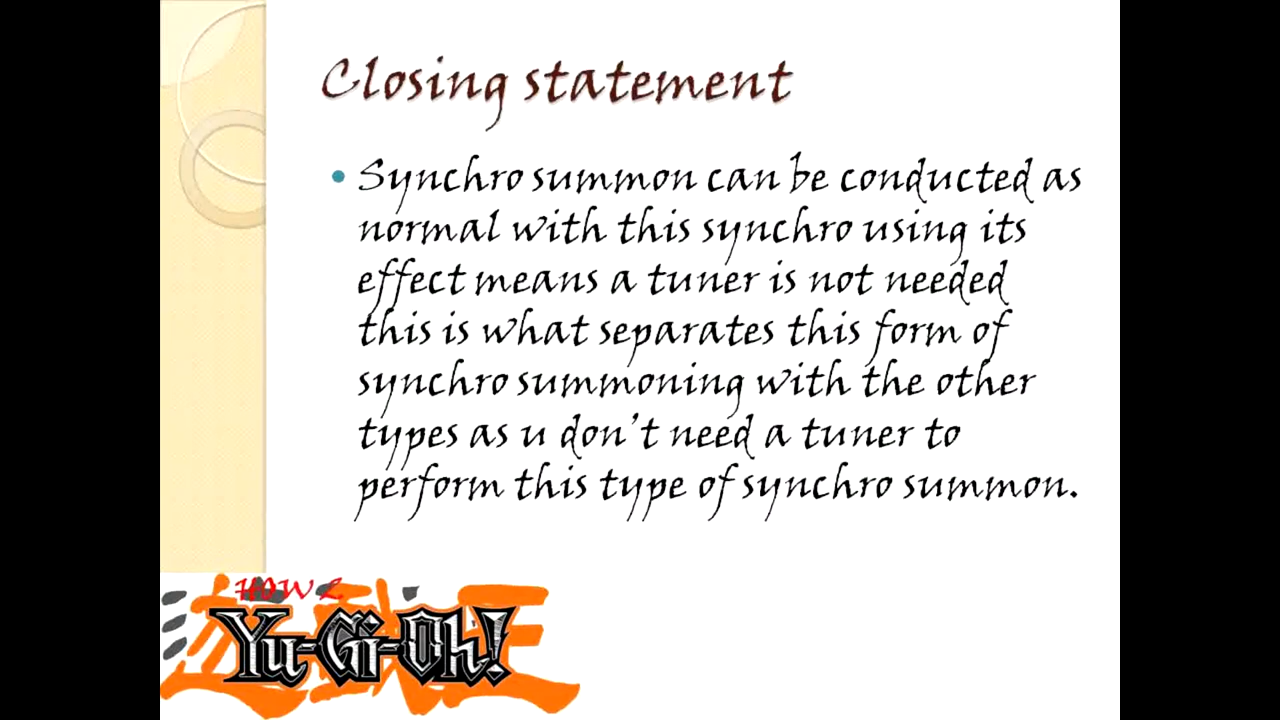 Closing statement
Synchro summon can be conducted as
normal with this synchro using its
effect means a tuner is not needed
this is what separates this form of
synchro summoning with the other
types as u don't need a tuner to
perform this type of synchro summon.
HOW 2
Yu-Gi-Oh!